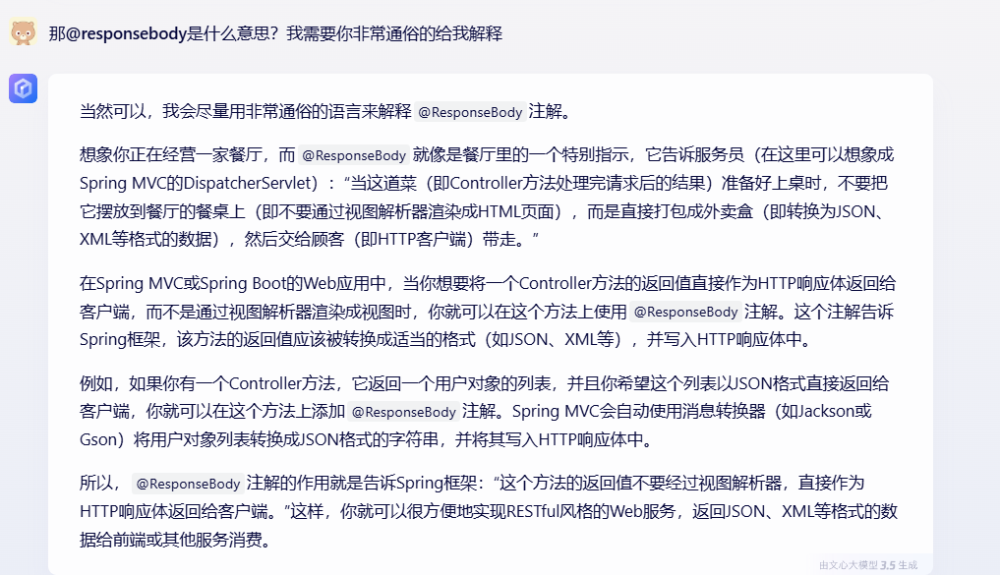 那@responsebody是什么意思？我需要你非常通俗的给我解释
当然可以，我会尽量用非常通俗的语言来解释 @ResponseBody 注解。
想象你正在经营一家餐厅，而 @ResponseBody 就像是餐厅里的一个特别指示，它告诉服务员（在这里可以想象成
Spring MVC的DispatcherServlet）：“当这道菜（即Controller方法处理完请求后的结果）准备好上桌时，不要把
它摆放到餐厅的餐桌上（即不要通过视图解析器渲染成HTML页面），而是直接打包成外卖盒（即转换为JSON、
XML等格式的数据），然后交给顾客（即HTTP客户端）带走。”
在Spring MVC或Spring Boot的Web应用中，当你想要将一个Controller方法的返回值直接作为HTTP响应体返回给
客户端，而不是通过视图解析器渲染成视图时，你就可以在这个方法上使用 @ResponseBody 注解。这个注解告诉
Spring框架，该方法的返回值应该被转换成适当的格式（如JSON、XML等），并写入HTTP响应体中。
例如，如果你有一个Controller方法，它返回一个用户对象的列表，并且你希望这个列表以JSON格式直接返回给
客户端，你就可以在这个方法上添加 @ResponseBody 注解。Spring MVC会自动使用消息转换器（如Jackson或
Gson）将用户对象列表转换成JSON格式的字符串，并将其写入HTTP响应体中。
所以， @ResponseBody 注解的作用就是告诉Spring框架：“这个方法的返回值不要经过视图解析器，直接作为
HTTP响应体返回给客户端。”这样，你就可以很方便地实现RESTful风格的Web服务，返回JSON、XML等格式的数
据给前端或其他服务消费。
由文心大模型 3.5 生成